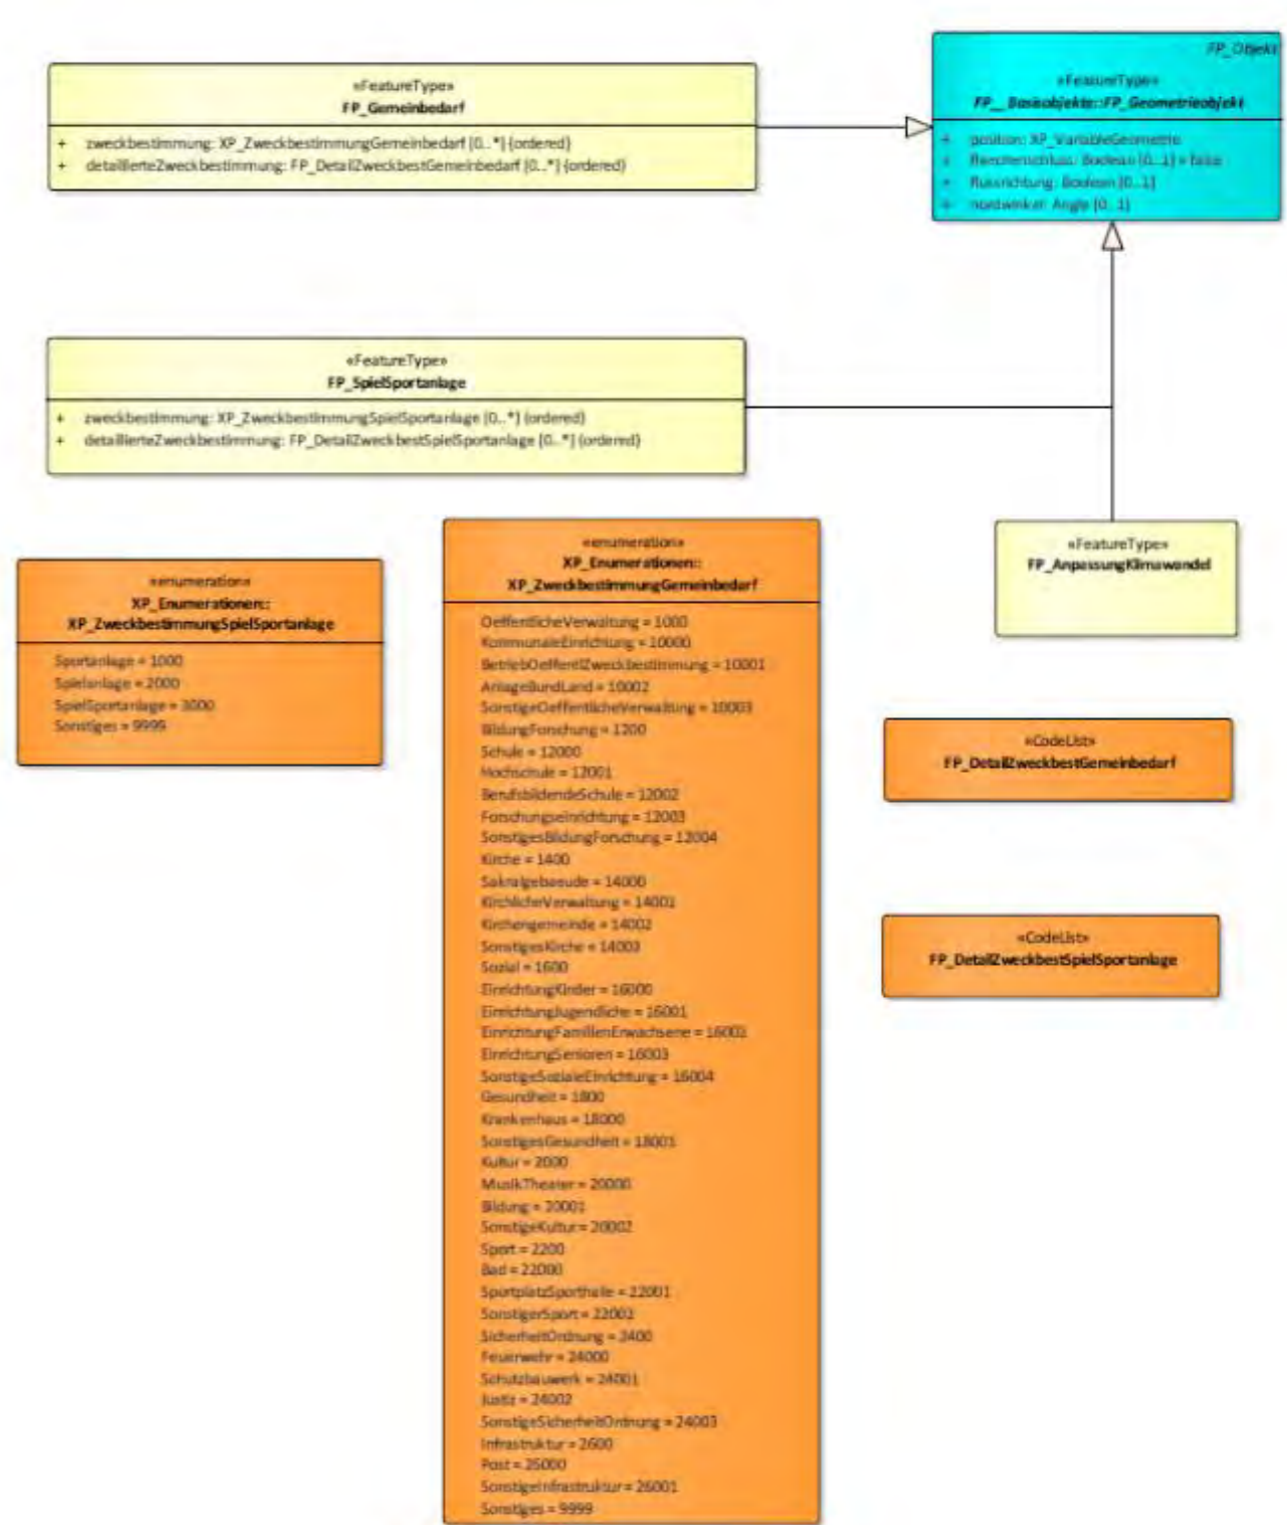 FP_Objekt
«FeatureType»
FP_Basisobjekte::FP_Geometrieobjekt
+ position: XP_VariableGeometrie
+ flaechenschluss: Boolean [0..1] = false
+ flussrichtung: Boolean [0..1]
+ nordwinkel: Angle [0..1]
«FeatureType»
FP_Gemeinbedarf
+ zweckbestimmung: XP_ZweckbestimmungGemeinbedarf [0..*] {ordered}
+ detaillierteZweckbestimmung: FP_DetailZweckbestGemeinbedarf [0..*] {ordered}
«FeatureType»
FP_SpielSportanlage
+ zweckbestimmung: XP_ZweckbestimmungSpielSportanlage [0..*] {ordered}
+ detaillierteZweckbestimmung: FP_DetailZweckbestSpielSportanlage [0..*] {ordered}
«enumeration»
XP_Enumerationen::
XP_ZweckbestimmungSpielSportanlage
Sportanlage = 1000
Spielanlage = 2000
SpielSportanlage = 3000
Sonstiges = 9999
«enumeration»
XP_Enumerationen::
XP_ZweckbestimmungGemeinbedarf
OeffentlicheVerwaltung = 1000
KommunaleEinrichtung = 10000
BetriebOeffentlZweckbestimmung = 10001
AnlageBundLand = 10002
SonstigeOeffentlicheVerwaltung = 10003
BildungForschung = 1200
Schule = 12000
Hochschule = 12001
BerufsbildendeSchule = 12002
Forschungseinrichtung = 12003
SonstigesBildungForschung = 12004
Kirche = 1400
Sakralgebaeude = 14000
KirchlicheVerwaltung = 14001
Kirchengemeinde = 14002
SonstigesKirche = 14003
Sozial = 1600
EinrichtungKinder = 16000
EinrichtungJugendliche = 16001
EinrichtungFamilienErwachsene = 16002
EinrichtungSenioren = 16003
SonstigeSozialeEinrichtung = 16004
Gesundheit = 1800
Krankenhaus = 18000
SonstigesGesundheit = 18001
Kultur = 2000
MusikTheater = 20000
Bildung = 20001
SonstigeKultur = 20002
Sport = 2200
Bad = 22000
SportplatzSporthalle = 22001
SonstigerSport = 22002
SicherheitOrdnung = 2400
Feuerwehr = 24000
Schutzbauwerk = 24001
Justiz = 24002
SonstigeSicherheitOrdnung = 24003
Infrastruktur = 2600
Post = 26000
SonstigeInfrastruktur = 26001
Sonstiges = 9999
«FeatureType»
FP_AnpassungKlimawandel
«CodeList»
FP_DetailZweckbestGemeinbedarf
«CodeList»
FP_DetailZweckbestSpielSportanlage